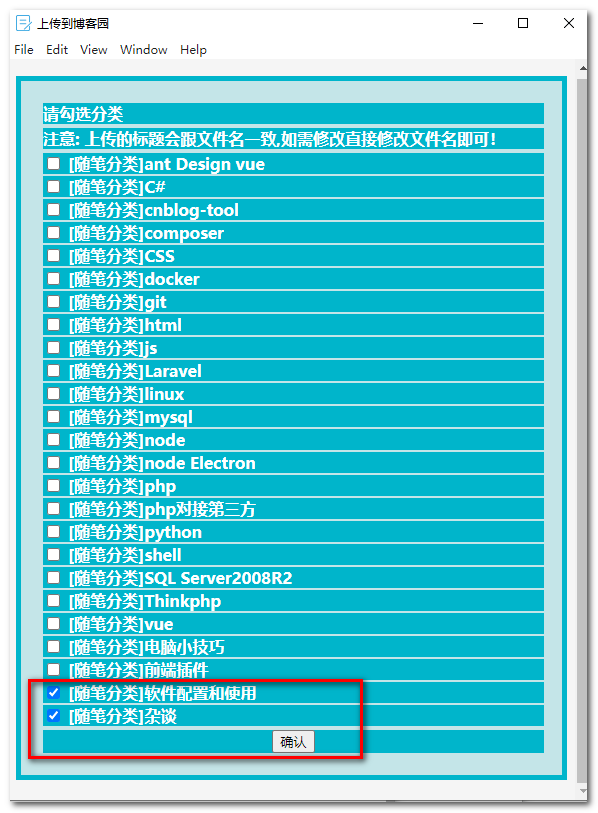 上传到博客园
File Edit View Window Help
请勾选分类
注意: 上传的标题会跟文件名一致,如需修改直接修改文件名即可!
[随笔分类]ant Design vue
[随笔分类]C#
[随笔分类]cnblog-tool
[随笔分类]composer
[随笔分类]CSS
[随笔分类]docker
[随笔分类]git
[随笔分类]html
[随笔分类]js
[随笔分类]Laravel
[随笔分类]linux
[随笔分类]mysql
[随笔分类]node
[随笔分类]node Electron
[随笔分类]php
[随笔分类]php对接第三方
[随笔分类]python
[随笔分类]shell
[随笔分类]SQL Server2008R2
[随笔分类]Thinkphp
[随笔分类]vue
[随笔分类]电脑小技巧
[随笔分类]前端插件
[随笔分类]软件配置和使用
[随笔分类]杂谈
确认